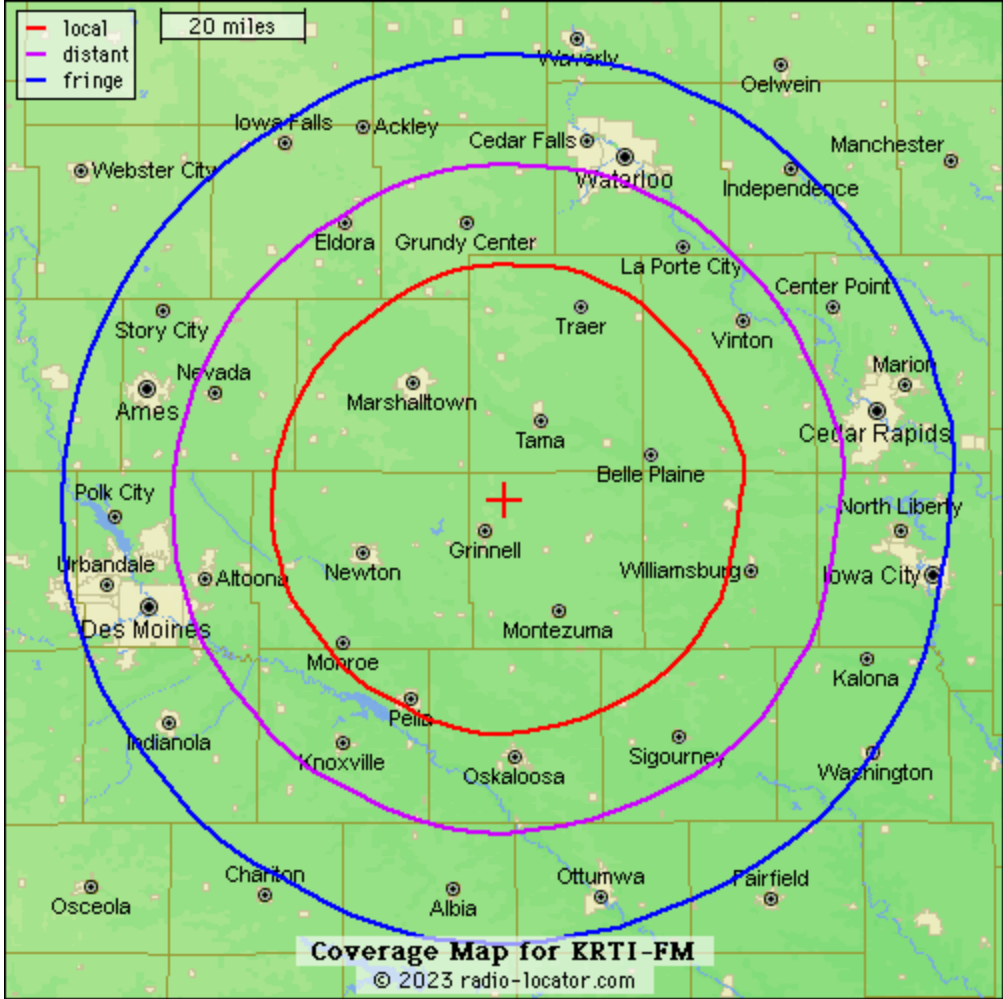 local
distant
fringe
20 miles
Waverly
Oelwein
Iowa Falls
Ackley
Cedar Falls
Manchester
Webster City
Waterloo
Independence
Eldora
Grundy Center
La Porte City
Center Point
Story City
Traer
Vinton
Nevada
Marion
Ames
Marshalltown
Tama
Cedar Rapids
Belle Plaine
Polk City
North Liberty
Grinnell
Urbandale
Altoona
Newton
Williamsburg
Iowa City
Des Moines
Montezuma
Monroe
Kalona
Pella
Indianola
Knoxville
Oskaloosa
Sigourney
Washington
Chariton
Ottumwa
Fairfield
Osceola
Albia
Coverage Map for KRTI-FM
© 2023 radio-locator.com